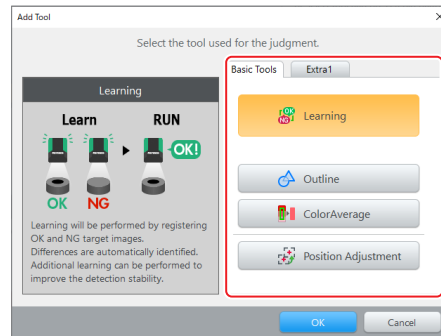 Add Tool
Select the tool used for the judgment.
Basic Tools
Extra1
Learning
Learn
RUN
OK!
OK
NG
Learning will be performed by registering
OK and NG target images.
Differences are automatically identified.
Additional learning can be performed to
improve the detection stability.
OK
NG
Learning
Outline
ColorAverage
Position Adjustment
OK
Cancel